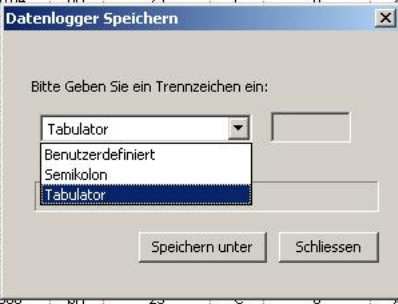 Datenlogger Speichern
Bitte Geben Sie ein Trennzeichen ein:
Tabulator
Benutzerdefiniert
Semikolon
Tabulator
Speichern unter
Schliessen